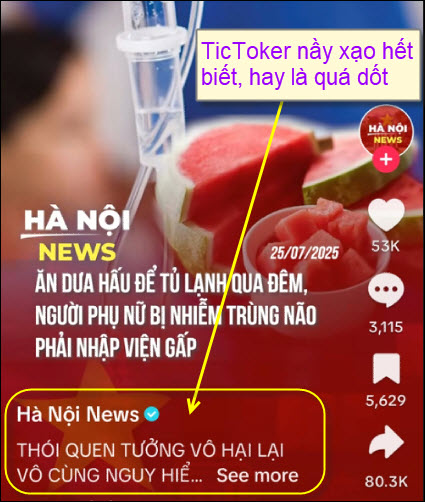 TicToker nầy xạo hết
biết, hay là quá dốt
HÀ NỘI
NEWS
53K
HÀ NỘI
NEWS
25/07/2025
ĂN DƯA HẤU ĐỂ TỦ LẠNH QUA ĐÊM,
NGƯỜI PHỤ NỮ BỊ NHIỄM TRÙNG NÃO
PHẢI NHẬP VIỆN GẤP
3,115
5,629
Hà Nội News
THÓI QUEN TƯỞNG VÔ HẠI LẠI
VÔ CÙNG NGUY HIỂ... See more
80.3K